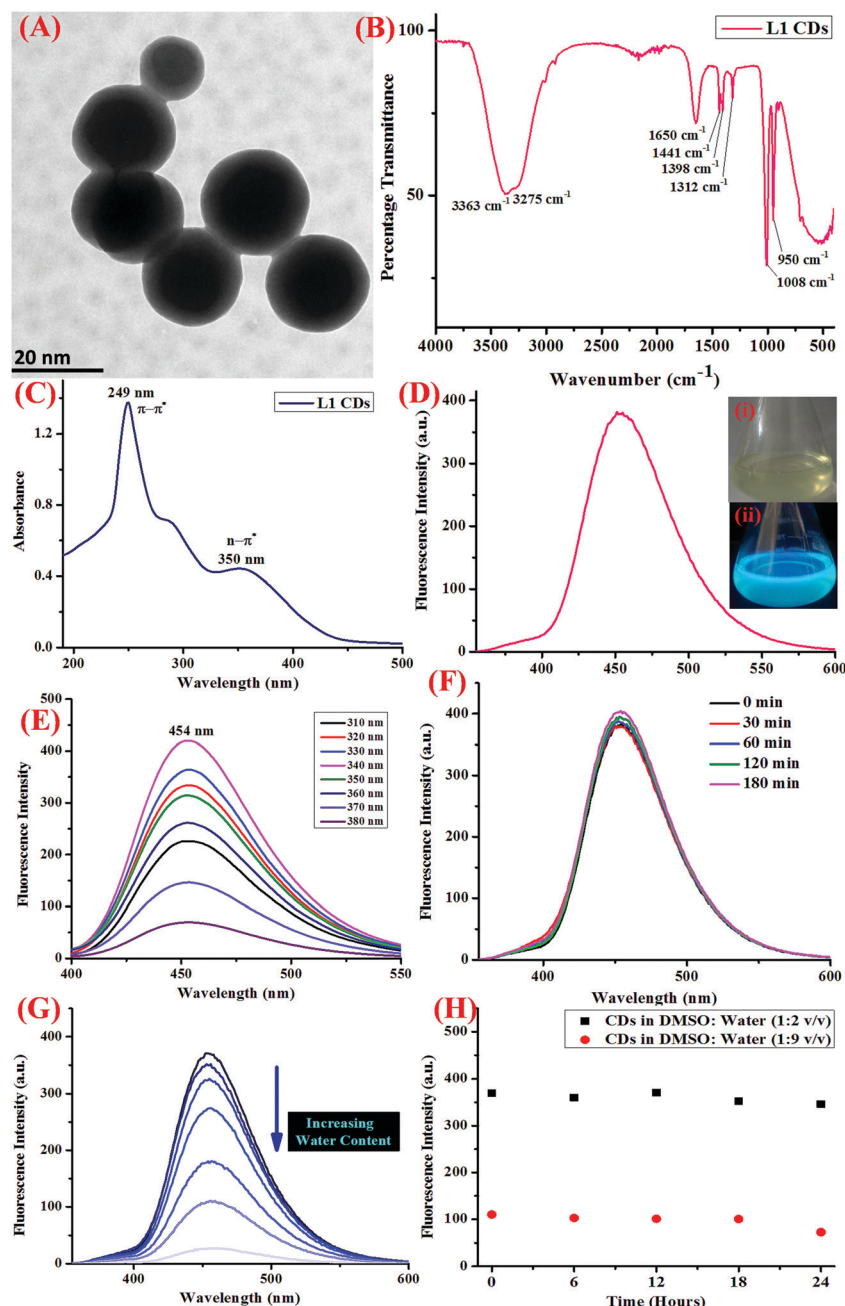 (A)
20 nm
(B)
L1 CDs
Percentage Transmittance
100
50
3363 cm-1
3275 cm-1
1650 cm-1
1441 cm-1
1398 cm-1
1312 cm-1
950 cm-1
1008 cm-1
4000 3500 3000 2500 2000 1500 1000 500
Wavenumber (cm-1)
(C)
249 nm
π–π*
L1 CDs
n–π*
350 nm
Absorbance
1.2
0.8
0.4
0.0
200 300 400 500
Wavelength (nm)
(D)
(i)
(ii)
Fluorescence Intensity (a.u.)
400
300
200
100
0
400 450 500 550 600
Wavelength (nm)
(E)
454 nm
310 nm
320 nm
330 nm
340 nm
350 nm
360 nm
370 nm
380 nm
Fluorescence Intensity
500
400
300
200
100
0
400 450 500 550
Wavelength (nm)
(F)
0 min
30 min
60 min
120 min
180 min
Fluorescence Intensity (a.u.)
400
300
200
100
0
400 450 500 550 600
Wavelength (nm)
(G)
Increasing
Water Content
Fluorescence Intensity (a.u.)
400
300
200
100
0
400 450 500 550 600
Wavelength (nm)
(H)
CDs in DMSO: Water (1:2 v/v)
CDs in DMSO: Water (1:9 v/v)
Fluorescence Intensity (a.u.)
500
400
300
200
100
0
0 6 12 18 24
Time (Hours)